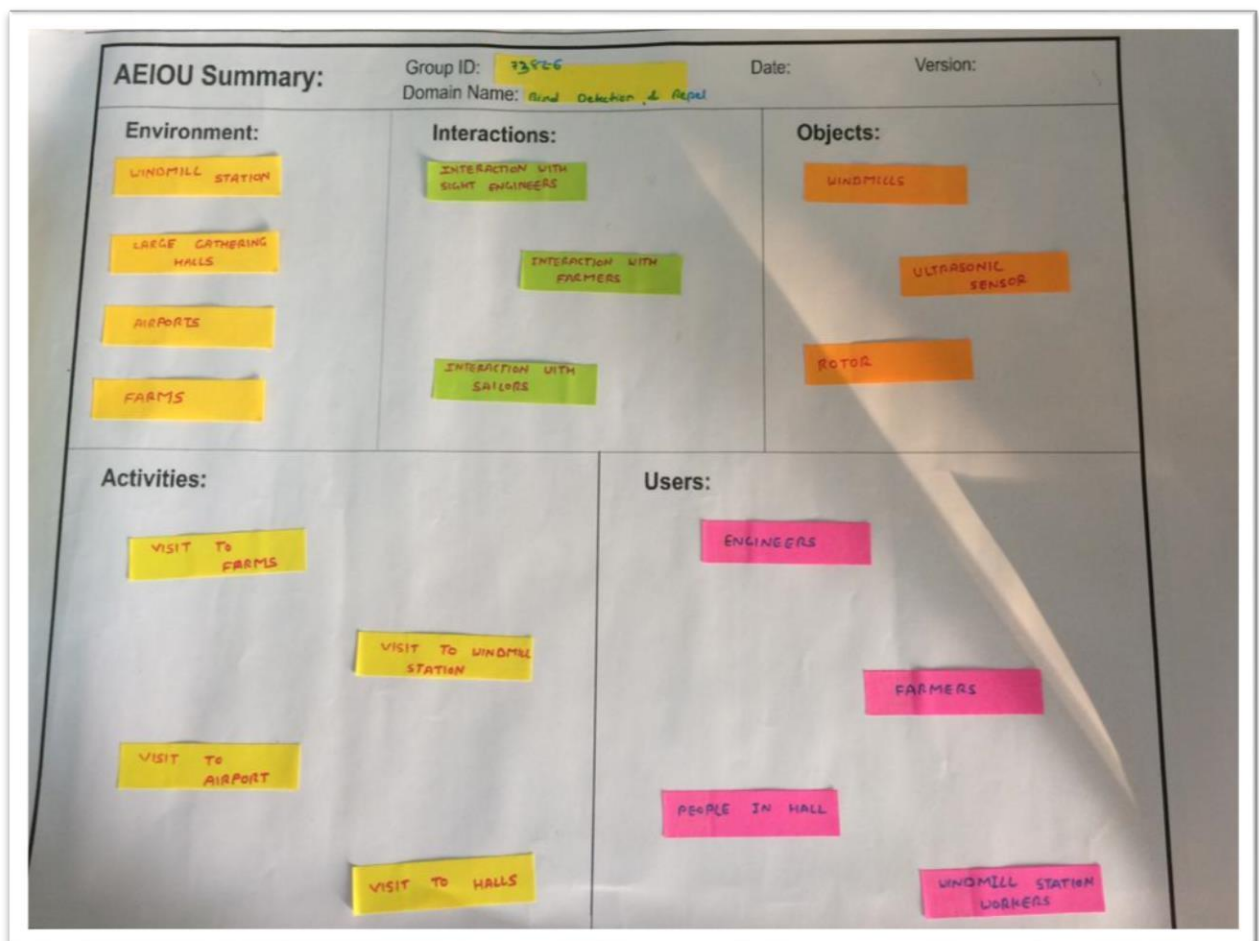 AEIOU Summary:
Group ID: 73826
Date:
Version:
Domain Name: Bird Detection & Repel
Environment:
WINDMILL STATION
LARGE GATHERING
HALLS
AIRPORTS
FARMS
Interactions:
INTERACTION WITH
SIGHT ENGINEERS
INTERACTION WITH
FARMERS
INTERACTION WITH
SAILORS
Objects:
WINDMILLS
ULTRASONIC
SENSOR
ROTOR
Activities:
VISIT TO
FARMS
VISIT TO WINDMILL
STATION
VISIT TO
AIRPORT
VISIT TO HALLS
Users:
ENGINEERS
FARMERS
PEOPLE IN HALL
WINDMILL STATION
WORKERS